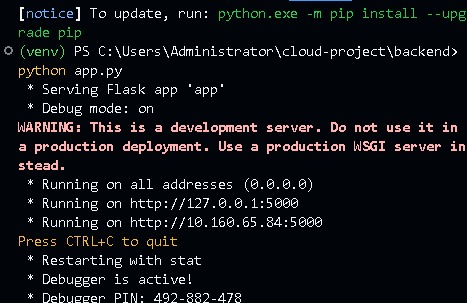 [notice] To update, run: python.exe -m pip install --upg
rade pip
(venv) PS C:\Users\Administrator\cloud-project\backend>
python app.py
 * Serving Flask app 'app'
 * Debug mode: on
WARNING: This is a development server. Do not use it in
a production deployment. Use a production WSGI server in
stead.
 * Running on all addresses (0.0.0.0)
 * Running on http://127.0.0.1:5000
 * Running on http://10.160.65.84:5000
Press CTRL+C to quit
 * Restarting with stat
 * Debugger is active!
 * Debugger PIN: 492-882-478